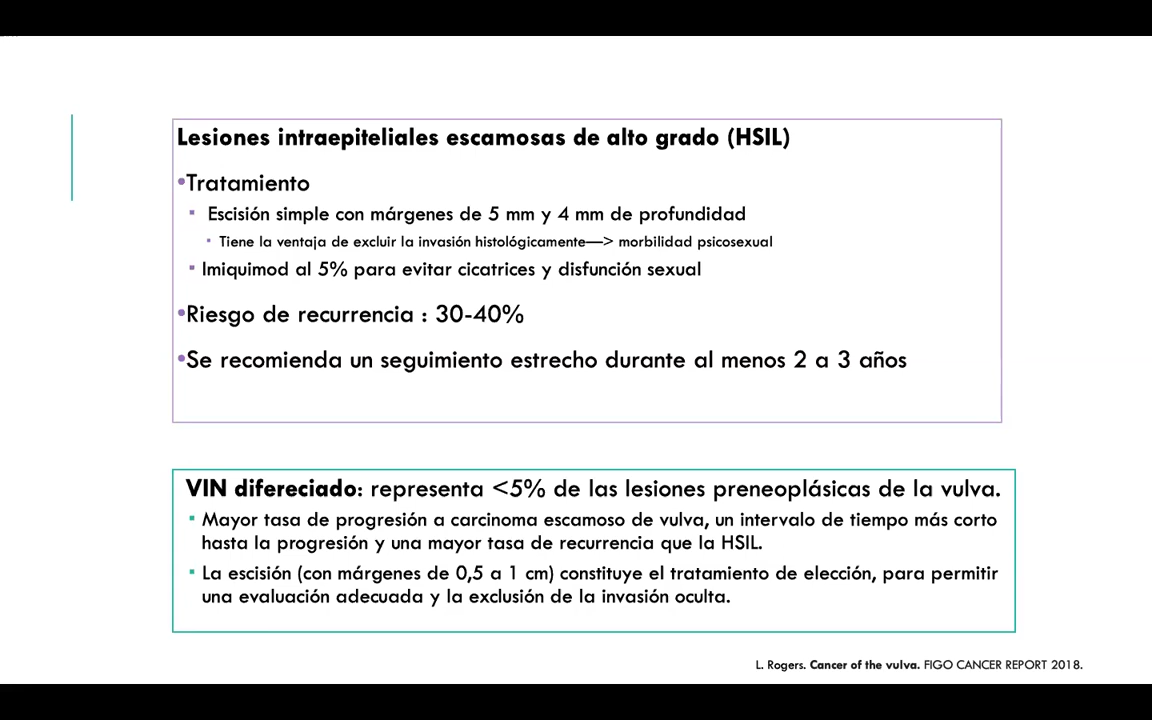 Lesiones intraepiteliales escamosas de alto grado (HSIL)
•Tratamiento
▪ Escisión simple con márgenes de 5 mm y 4 mm de profundidad
▪ Tiene la ventaja de excluir la invasión histológicamente—> morbilidad psicosexual
▪ Imiquimod al 5% para evitar cicatrices y disfunción sexual
•Riesgo de recurrencia : 30-40%
•Se recomienda un seguimiento estrecho durante al menos 2 a 3 años
VIN difereciado: representa <5% de las lesiones preneoplásicas de la vulva.
▪ Mayor tasa de progresión a carcinoma escamoso de vulva, un intervalo de tiempo más corto
hasta la progresión y una mayor tasa de recurrencia que la HSIL.
▪ La escisión (con márgenes de 0,5 a 1 cm) constituye el tratamiento de elección, para permitir
una evaluación adecuada y la exclusión de la invasión oculta.
L. Rogers. Cancer of the vulva. FIGO CANCER REPORT 2018.